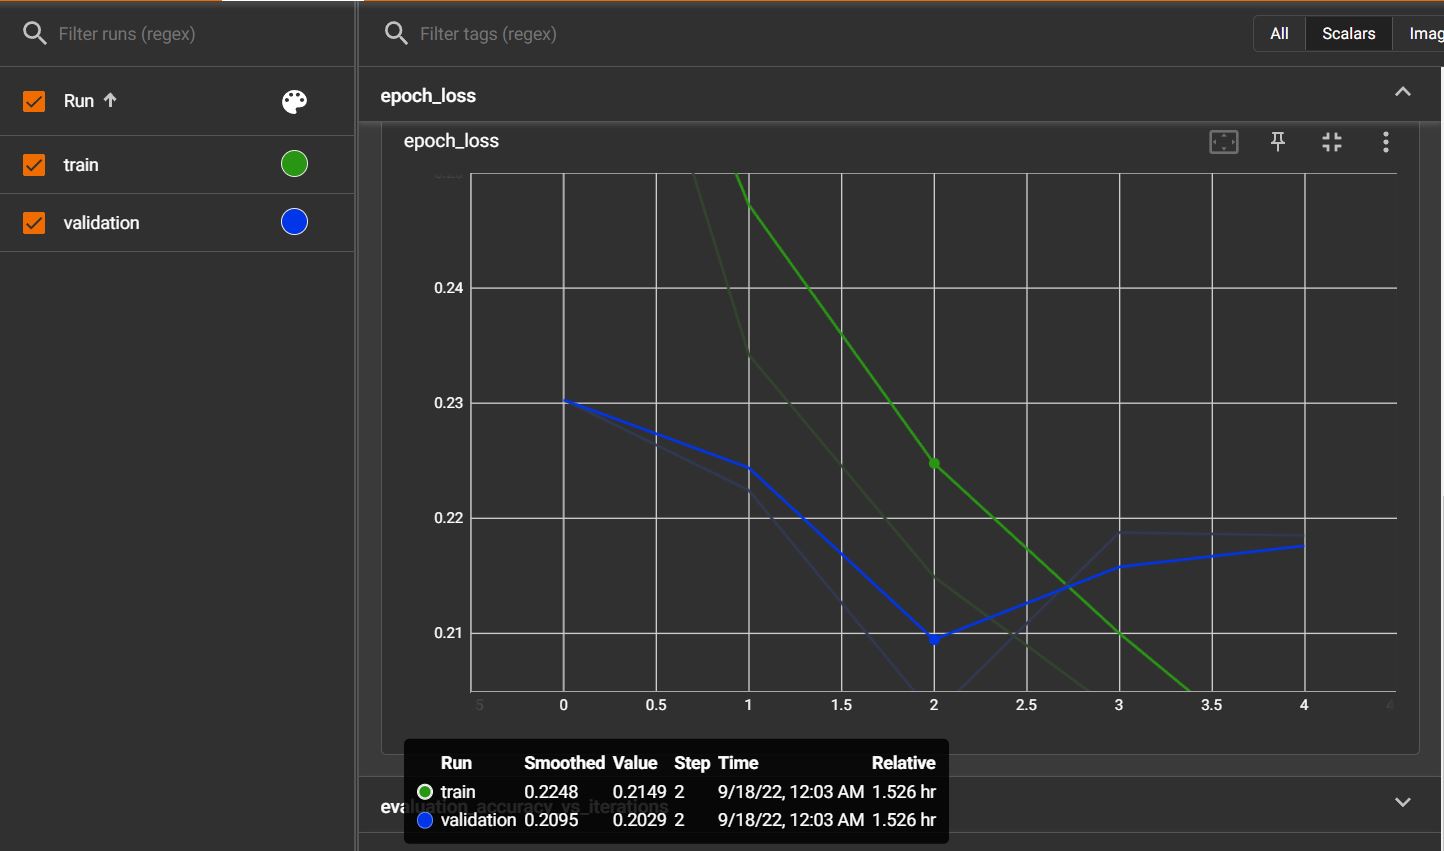 Filter runs (regex)
Filter tags (regex)
All
Scalars
Imag
Run
train
validation
epoch_loss
epoch_loss
0.24
0.23
0.22
0.21
5 0 0.5 1 1.5 2 2.5 3 3.5 4 4
Run Smoothed Value Step Time Relative
train 0.2248 0.2149 2 9/18/22, 12:03 AM 1.526 hr
evaluation_accuracy_vs_iterations
validation 0.2095 0.2029 2 9/18/22, 12:03 AM 1.526 hr